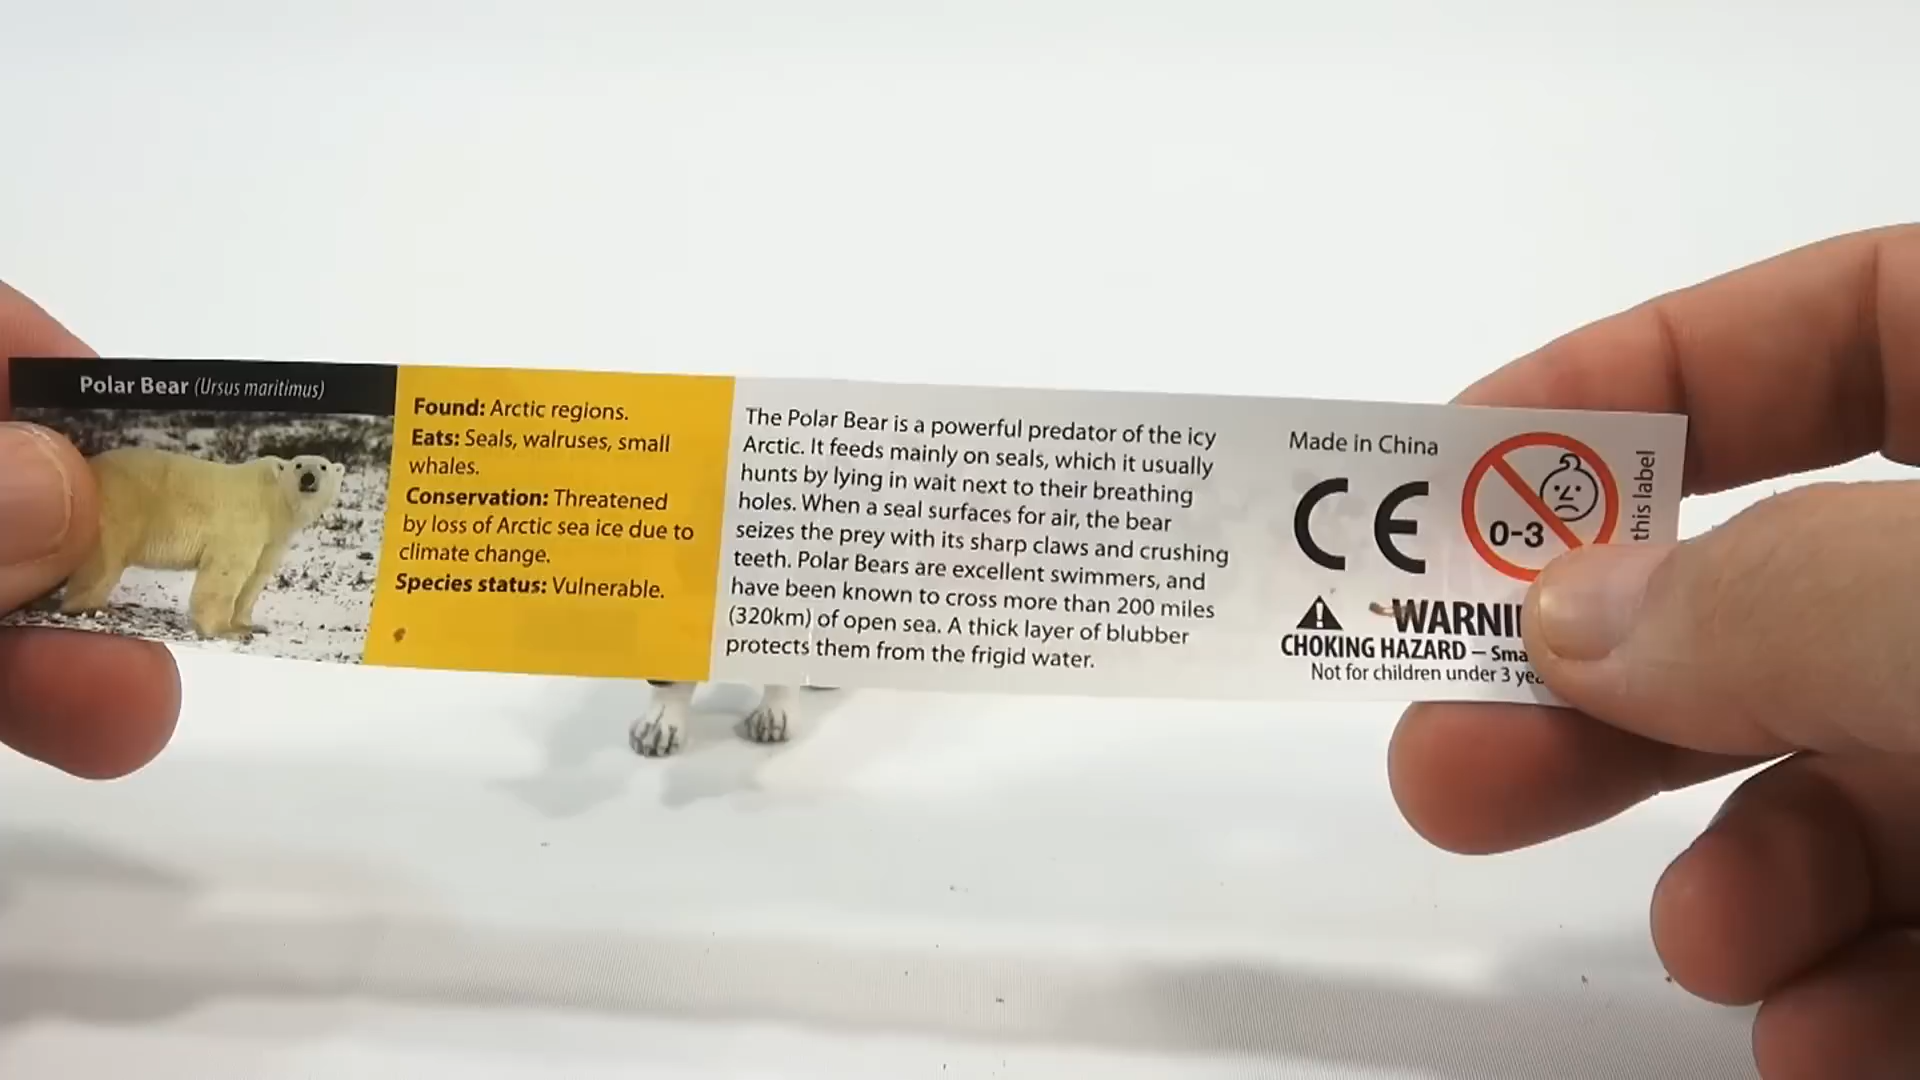 Polar Bear (Ursus maritimus)
Found: Arctic regions.
Eats: Seals, walruses, small
whales.
Conservation: Threatened
by loss of Arctic sea ice due to
climate change.
Species status: Vulnerable.
The Polar Bear is a powerful predator of the icy
Arctic. It feeds mainly on seals, which it usually
hunts by lying in wait next to their breathing
holes. When a seal surfaces for air, the bear
seizes the prey with its sharp claws and crushing
teeth. Polar Bears are excellent swimmers, and
have been known to cross more than 200 miles
(320km) of open sea. A thick layer of blubber
protects them from the frigid water.
Made in China
CE
0-3
this label
CHOKING HAZARD –
Not for children under 3